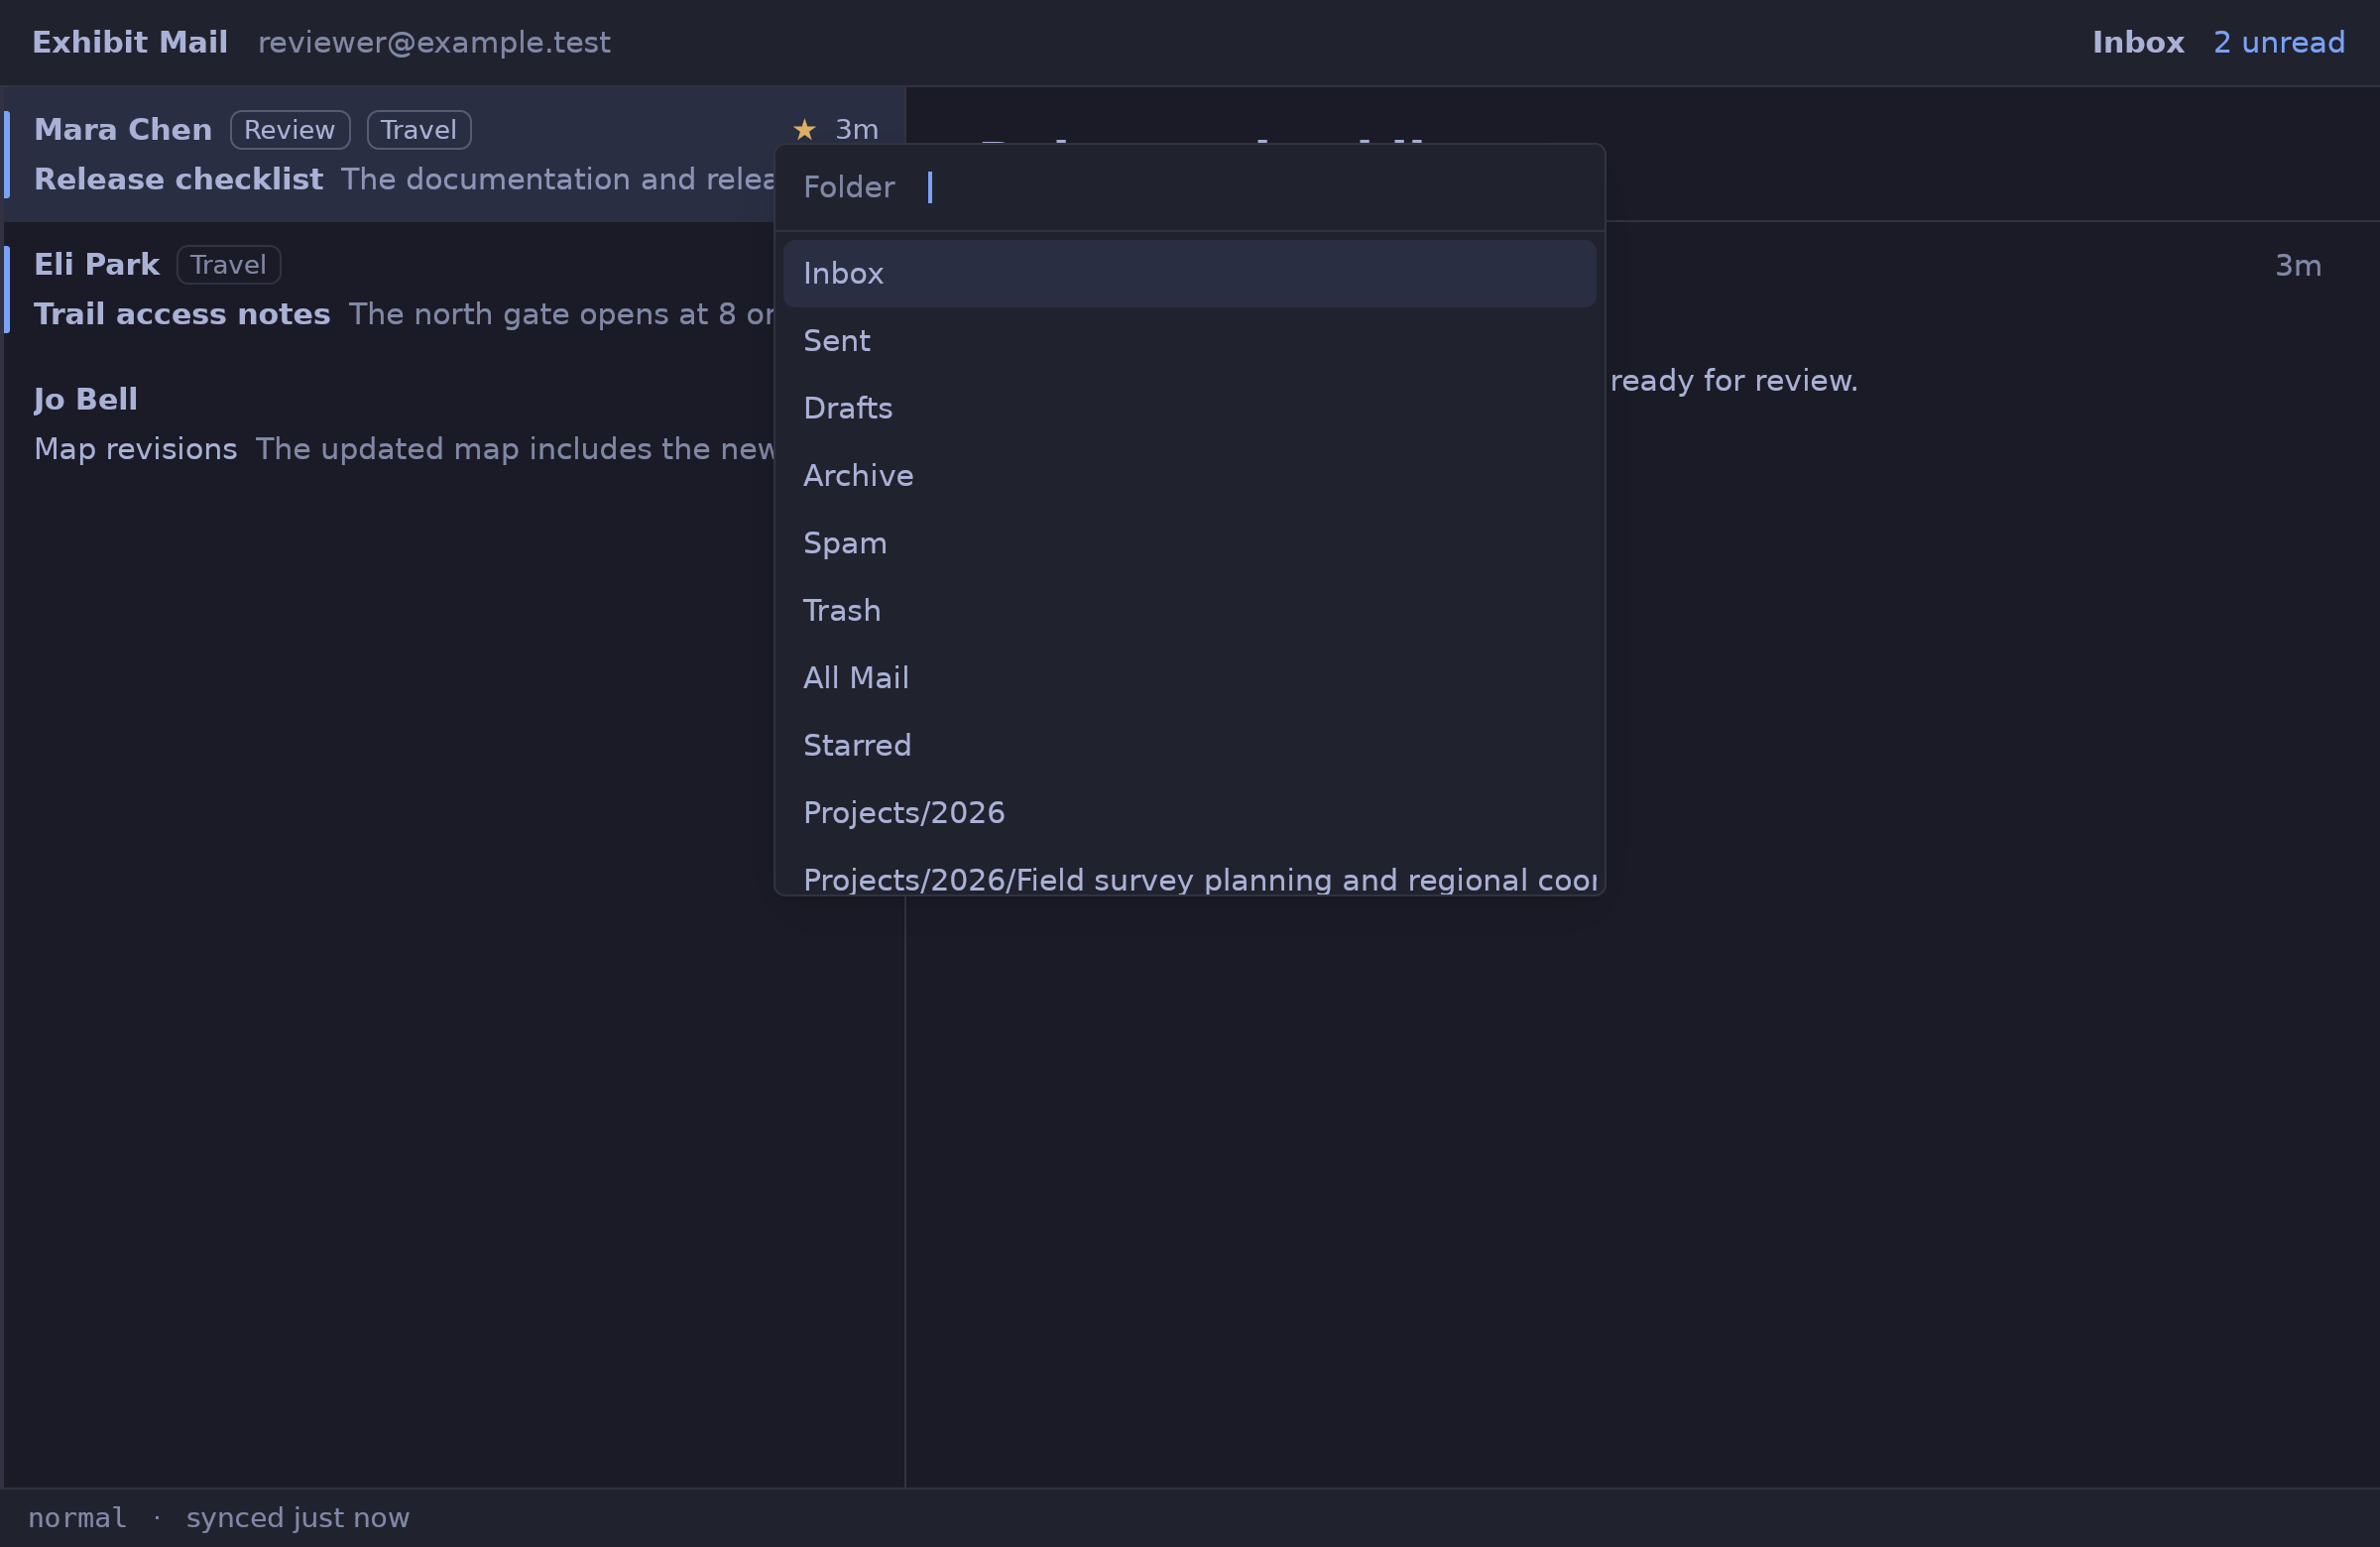 Exhibit Mail reviewer@example.test Inbox 2 unread
Mara Chen Review Travel ★ 3m
Release checklist The documentation and
Eli Park Travel
Trail access notes The north gate opens at 8
Jo Bell
Map revisions The updated map includes the new
Folder
Inbox
Sent
Drafts
Archive
Spam
Trash
All Mail
Starred
Projects/2026
Projects/2026/Field survey planning and regional
3m
ready for review.
normal · synced just now